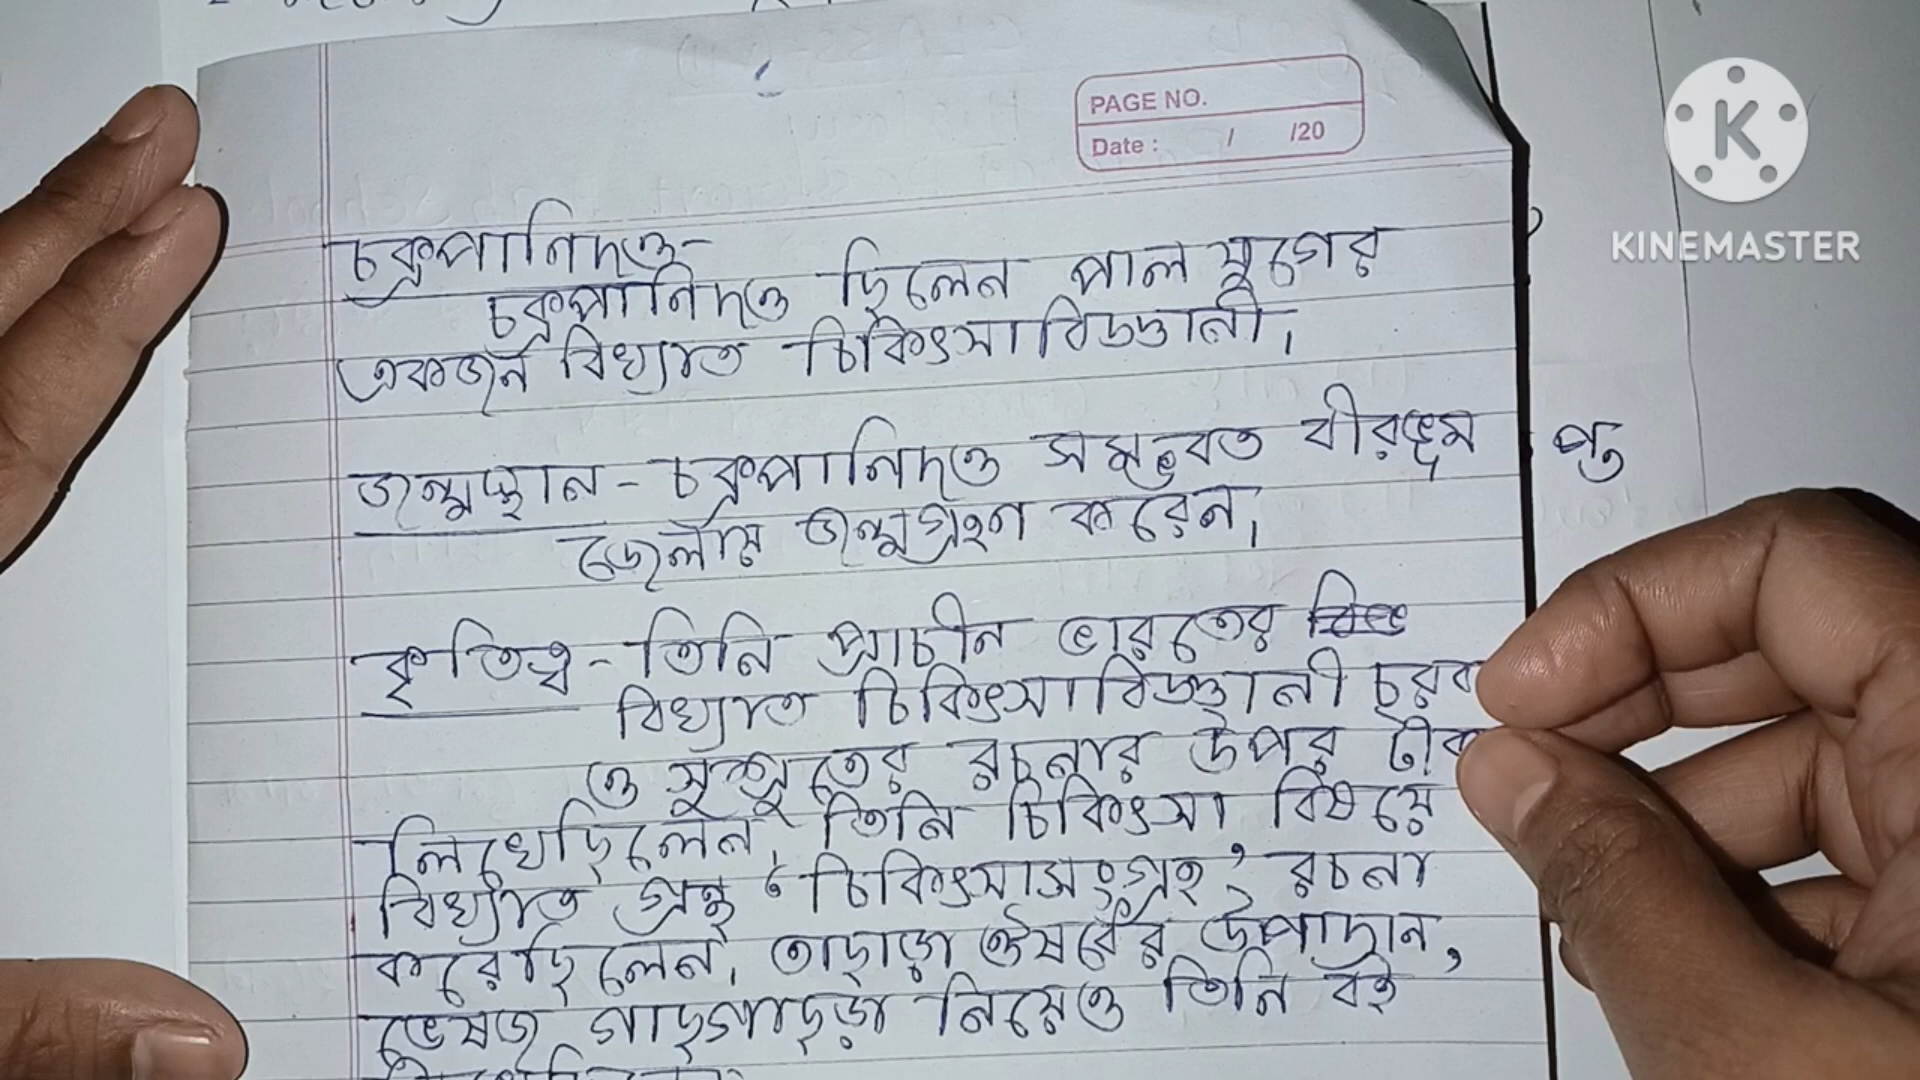 PAGE NO.
Date : / /20
K
KINEMASTER
চক্রপানিদত্ত-
চক্রপানিদত্ত ছিলেন পাল যুগের
একজন বিখ্যাত চিকিৎসাবিজ্ঞানী।
জন্মস্থান - চক্রপানিদত্ত সম্ভবত বীরভূম
জেলায় জন্মগ্রহণ করেন।
কৃতিত্ব - তিনি প্রাচীন ভারতের
বিখ্যাত চিকিৎসাবিজ্ঞানী চরক
ও সুশ্রুতের রচনার উপর টীকা
লিখেছিলেন। তিনি চিকিৎসা বিষয়ে
বিখ্যাত গ্রন্থ 'চিকিৎসাসংগ্রহ' রচনা
করেছিলেন। তাছাড়া ঔষধের উপাদান,
ভেষজ গাছগাছড়া নিয়েও তিনি বই